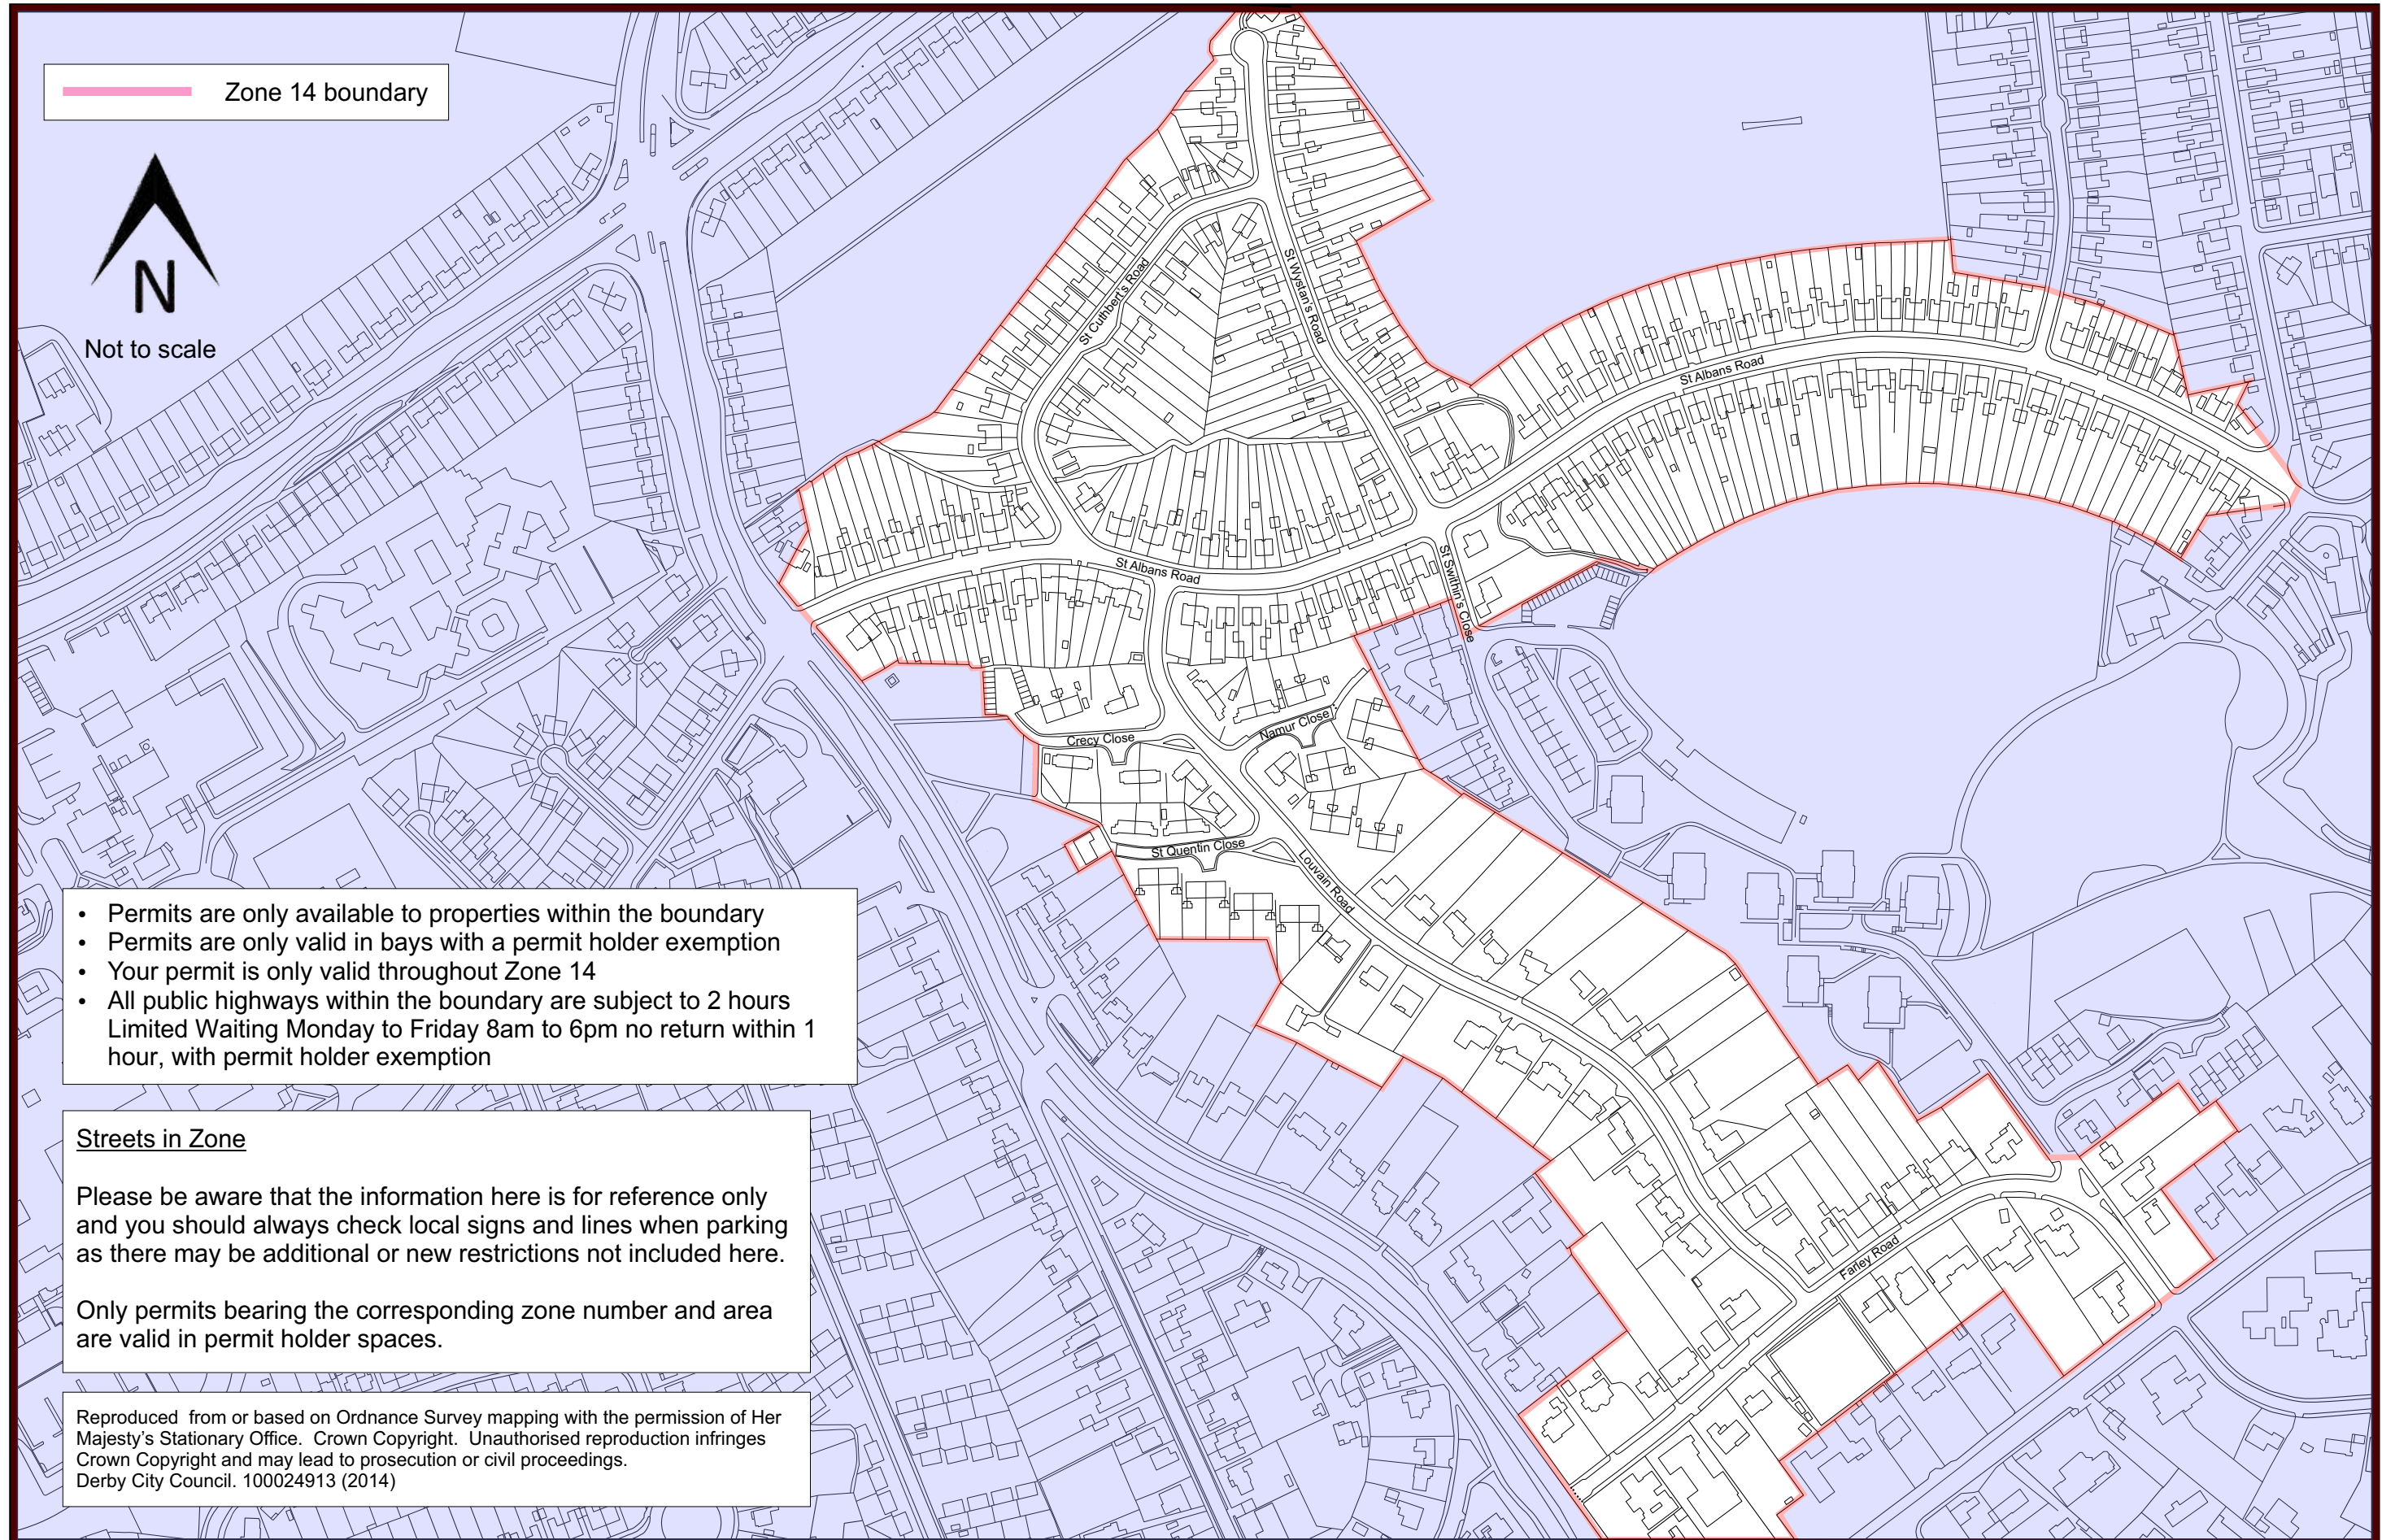 Zone 14 boundary
N
Not to scale
St Cuthbert's Road
St Wystan's Road
St Albans Road
St Albans Road
St Swithin's Close
Crecy Close
Namur Close
St Quentin Close
Louvain Road
Farley Road
• Permits are only available to properties within the boundary
• Permits are only valid in bays with a permit holder exemption
• Your permit is only valid throughout Zone 14
• All public highways within the boundary are subject to 2 hours
Limited Waiting Monday to Friday 8am to 6pm no return within 1
hour, with permit holder exemption
Streets in Zone
Please be aware that the information here is for reference only
and you should always check local signs and lines when parking
as there may be additional or new restrictions not included here.
Only permits bearing the corresponding zone number and area
are valid in permit holder spaces.
Reproduced from or based on Ordnance Survey mapping with the permission of Her
Majesty's Stationary Office. Crown Copyright. Unauthorised reproduction infringes
Crown Copyright and may lead to prosecution or civil proceedings.
Derby City Council. 100024913 (2014)